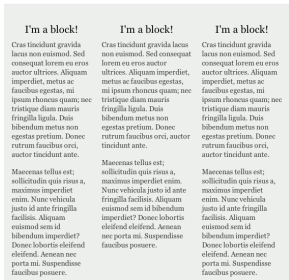 I'm a block!
Cras tincidunt gravida
lacus non euismod. Sed
consequat lorem eu eros
auctor ultrices. Aliquam
imperdiet, metus ac
faucibus egestas, mi
ipsum rhoncus quam; nec
tristique diam mauris
fringilla ligula. Duis
bibendum metus non
egestas pretium. Donec
rutrum faucibus orci,
auctor tincidunt ante.
Maecenas tellus est;
sollicitudin quis risus a,
maximus imperdiet
enim. Nunc vehicula
justo id ante fringilla
facilisis. Aliquam
euismod sem id
bibendum imperdiet?
Donec lobortis eleifend
eleifend. Aenean nec
porta mi. Suspendisse
faucibus posuere.
I'm a block!
Cras tincidunt gravida lacus
non euismod. Sed consequat
lorem eu eros auctor
ultrices. Aliquam imperdiet,
metus ac faucibus egestas, mi
ipsum rhoncus quam; nec
tristique diam mauris
fringilla ligula. Duis
bibendum metus non
egestas pretium. Donec
rutrum faucibus orci, auctor
tincidunt ante.
Maecenas tellus est;
sollicitudin quis risus a,
maximus imperdiet enim.
Nunc vehicula justo id ante
fringilla facilisis. Aliquam
euismod sem id bibendum
imperdiet? Donec lobortis
eleifend eleifend. Aenean
nec porta mi. Suspendisse
faucibus posuere.
I'm a block!
Cras tincidunt gravida
lacus non euismod. Sed
consequat lorem eu eros
auctor ultrices. Aliquam
imperdiet, metus ac
faucibus egestas, mi
ipsum rhoncus quam; nec
tristique diam mauris
fringilla ligula. Duis
bibendum metus non
egestas pretium. Donec
rutrum faucibus orci,
auctor tincidunt ante.
Maecenas tellus est;
sollicitudin quis risus a,
maximus imperdiet
enim. Nunc vehicula
justo id ante fringilla
facilisis. Aliquam
euismod sem id
bibendum imperdiet?
Donec lobortis eleifend
eleifend. Aenean nec
porta mi. Suspendisse
faucibus posuere.